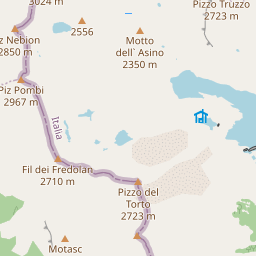 3024 m
Pizzo Truzzo
2723 m
2556
Motto
dell` Asino
2350 m
z Nebion
2850 m
Piz Pombi
2967 m
Italia
Fil dei Fredolan
2710 m
Pizzo del
Torto
2723 m
Motasc